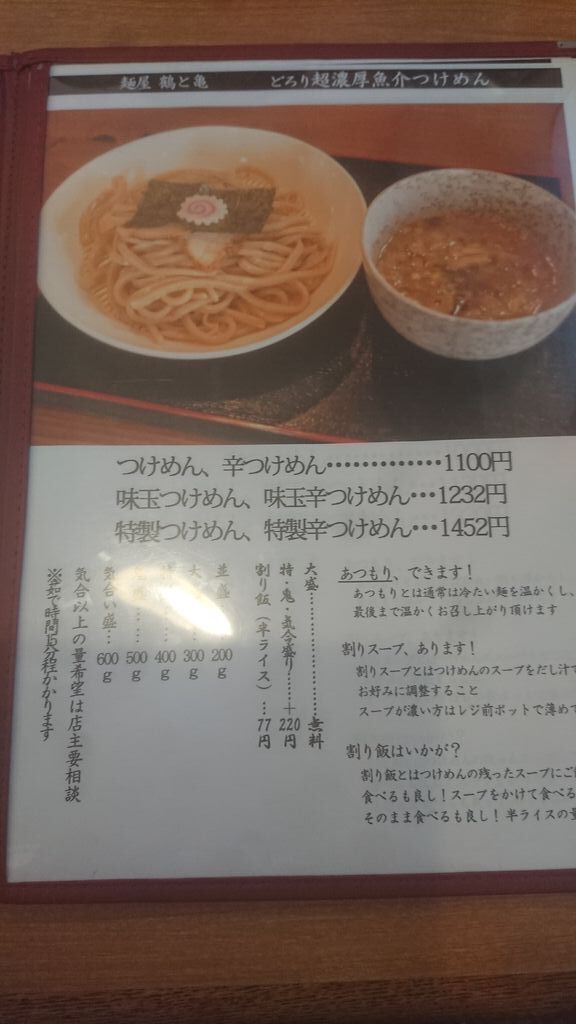 麺屋 鶴と亀 どろり超濃厚魚介つけめん
つけめん、辛つけめん・・・・・・・・・・・・・・1100円
味玉つけめん、味玉辛つけめん・・・1232円
特製つけめん、特製辛つけめん・・・1452円
あつもり、できます！
あつもりとは通常は冷たい麺を温かくし、
最後まで温かくお召し上がり頂けます
割りスープ、あります！
割りスープとはつけめんのスープをだし汁で
お好みに調整すること
スープが濃い方はレジ前ポットで薄めて
割り飯はいかが？
割り飯とはつけめんの残ったスープにご
食べるも良し！スープをかけて食べる
そのまま食べるも良し！半ライスの量
大盛………………無料
特・鬼・気合盛り……＋220円
割り飯（半ライス）…77円
並盛……200g
大……300g
400g
500g
気合い盛…600g
気合以上の量希望は店主要相談
※茹で時間15分程かかります